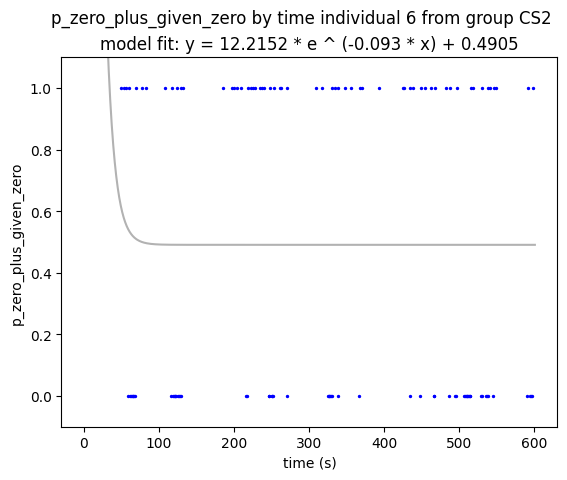 p_zero_plus_given_zero by time individual 6 from group CS2
model fit: y = 12.2152 * e ^ (-0.093 * x) + 0.4905
p_zero_plus_given_zero
1.0
0.8
0.6
0.4
0.2
0.0
0 100 200 300 400 500 600
time (s)